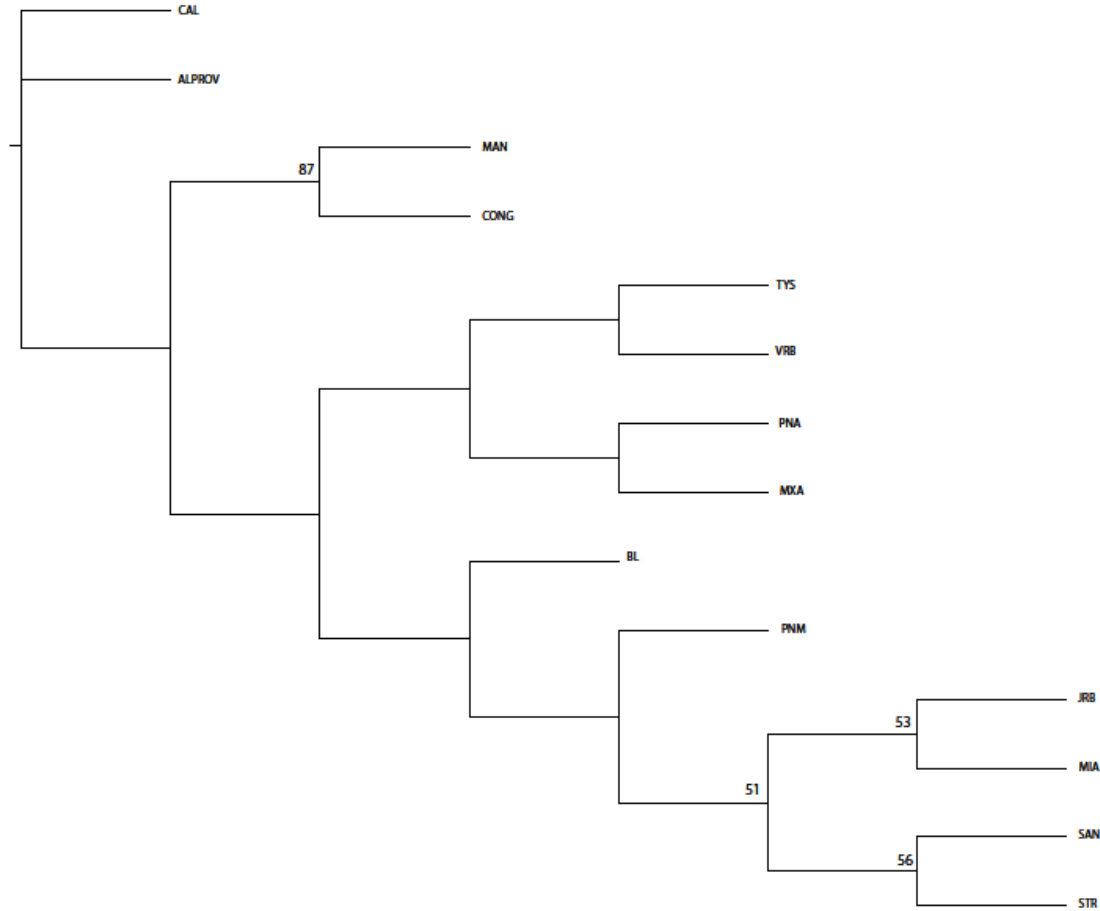 CAL
ALPROV
MAN
87
CONG
TYS
VRB
PNA
MXA
BL
PNM
JRB
53
MIA
51
SAN
56
STR